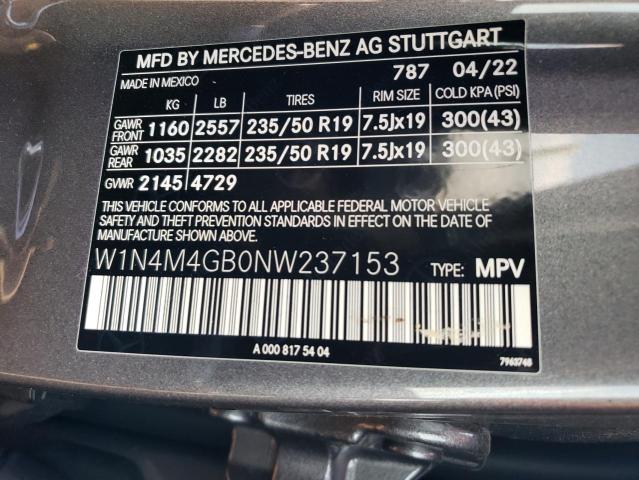 MFD BY MERCEDES-BENZ AG STUTTGART
MADE IN MEXICO 787 04/22
KG LB TIRES RIM SIZE COLD KPA (PSI)
GAWR FRONT 1160 2557 235/50 R19 7.5Jx19 300(43)
GAWR REAR 1035 2282 235/50 R19 7.5Jx19 300(43)
GVWR 2145 4729
THIS VEHICLE CONFORMS TO ALL APPLICABLE FEDERAL MOTOR VEHICLE
SAFETY AND THEFT PREVENTION STANDARDS IN EFFECT ON THE DATE OF
MANUFACTURE SHOWN ABOVE.
W1N4M4GB0NW237153 TYPE: MPV
A 000 817 54 04
7963748